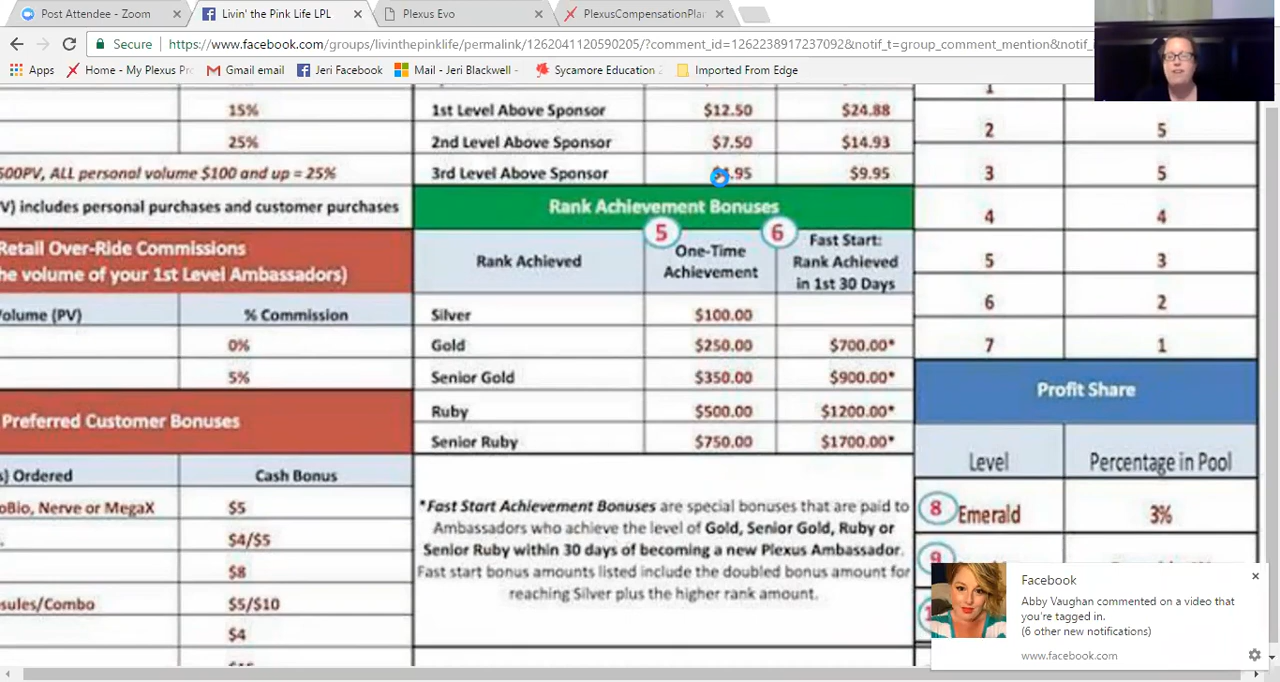 Post Attendee - Zoom
Livin' the Pink Life LPL
Plexus Evo
PlexusCompensationPlan
Secure
https://www.facebook.com/groups/livinthepinklife/permalink/1262041120590205/?comment_id=1262238917237092&notif_t=group_comment_mention&notif_i
Apps
Home - My Plexus Pr
Gmail email
Jeri Facebook
Mail - Jeri
kwell -
Sycamore Education
Imported From Edge
15%
25%
500PV, ALL personal volume $100 and up = 25%
V) includes personal purchases and customer purchases
Retail Over-Ride Commissions
he volume of your 1st Level Ambassadors)
Volume (PV) % Commission
0%
5%
Preferred Customer Bonuses
s) Ordered Cash Bonus
oBio, Nerve or MegaX $5
$4/$5
$8
sules/Combo $5/$10
$4
1st Level Above Sponsor $12.50 $24.88
2nd Level Above Sponsor $7.50 $14.93
3rd Level Above Sponsor .95 $9.95
Rank Achievement Bonuses
5 6
Rank Achieved
One-Time
Achievement
Fast Start:
Rank Achieved
in 1st 30 Days
Silver $100.00
Gold $250.00 $700.00*
Senior Gold $350.00 $900.00*
Ruby $500.00 $1200.00*
Senior Ruby $750.00 $1700.00*
*Fast Start Achievement Bonuses are special bonuses that are paid to
Ambassadors who achieve the level of Gold, Senior Gold, Ruby or
Senior Ruby within 30 days of becoming a new Plexus Ambassador.
Fast start bonus amounts listed include the doubled bonus amount for
reaching Silver plus the higher rank amount.
1
2 5
3 5
4 4
5 3
6 2
7 1
Profit Share
Level Percentage in Pool
8 Emerald 3%
9
Facebook
Abby Vaughan commented on a video that
you're tagged in.
(6 other new notifications)
www.facebook.com